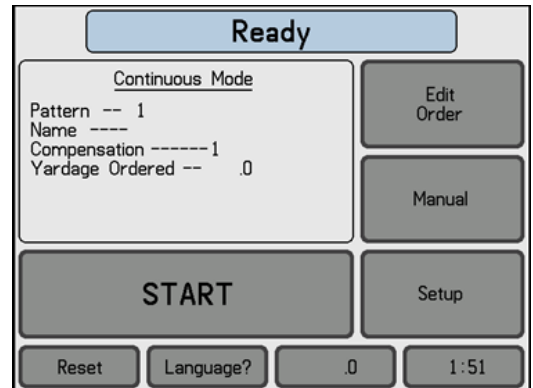 Ready
Continuous Mode
Pattern -- 1
Name ----
Compensation ------1
Yardage Ordered -- .0
Edit
Order
Manual
START
Setup
Reset
Language?
.0
1:51